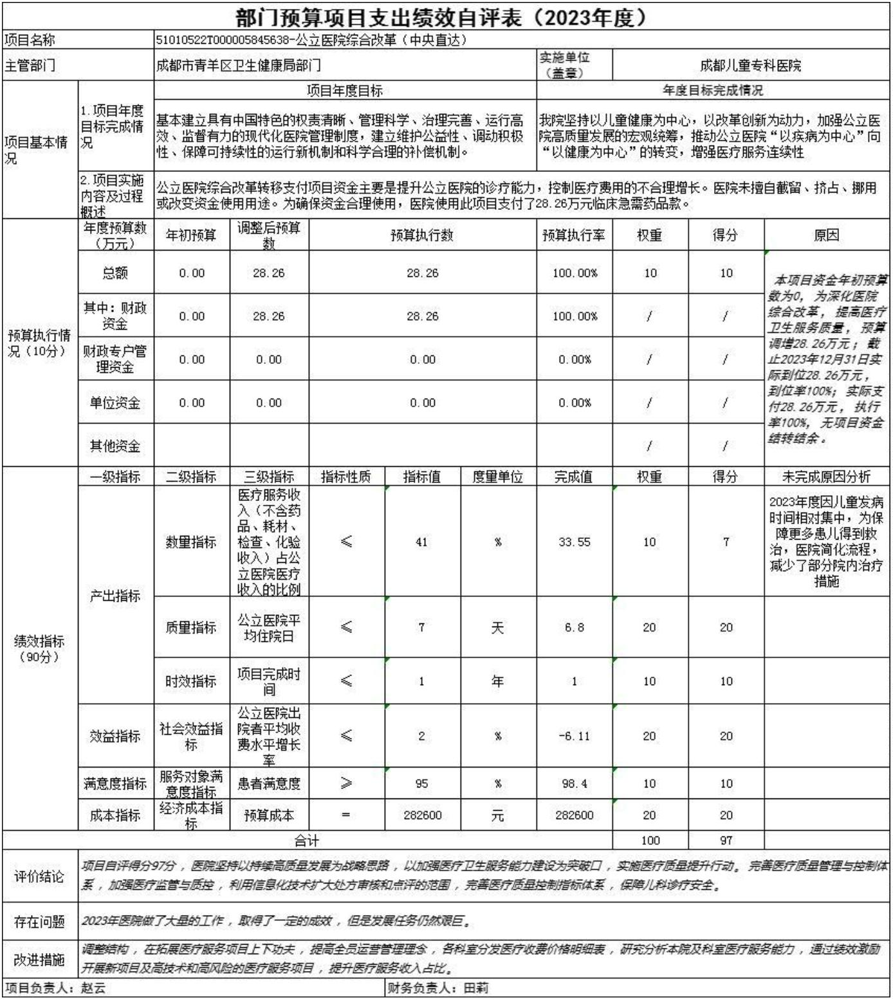 部门预算项目支出绩效自评表（2023年度）
项目名称
51010522T000005845638-公立医院综合改革（中央直达）
主管部门
成都市青羊区卫生健康局部门
实施单位
（盖章）
成都儿童专科医院
项目基本情
况
1.项目年度
目标完成情
况
项目年度目标
年度目标完成情况
基本建立具有中国特色的权责清晰、管理科学、治理完善、运行高
效、监督有力的现代化医院管理制度，建立维护公益性、调动积极
性、保障可持续性的运行新机制和科学合理的补偿机制。
我院坚持以儿童健康为中心，以改革创新为动力，加强公立医
院高质量发展的宏观统筹，推动公立医院“以疾病为中心”向
“以健康为中心”的转变，增强医疗服务连续性
2.项目实施
内容及过程
概述
公立医院综合改革转移支付项目资金主要是提升公立医院的诊疗能力，控制医疗费用的不合理增长。医院未擅自截留、挤占、挪用
或改变资金使用用途。为确保资金合理使用，医院使用此项目支付了28.26万元临床急需药品款。
预算执行情
况（10分）
年度预算数
（万元）
年初预算
调整后预算
数
预算执行数
预算执行率
权重
得分
原因
总额
0.00
28.26
28.26
100.00%
10
10
本项目资金年初预算
数为0，为深化医院
综合改革，提高医疗
卫生服务质量，预算
调增28.26万元；截
止2023年12月31日实
际到位28.26万元，
到位率100%；实际支
付28.26万元，执行
率100%，无项目资金
结转结余。
其中：财政
资金
0.00
28.26
28.26
100.00%
/
/
财政专户管
理资金
0.00
0.00
0.00
0.00%
/
/
单位资金
0.00
0.00
0.00
0.00%
/
/
其他资金
/
/
绩效指标
（90分）
一级指标
二级指标
三级指标
指标性质
指标值
度量单位
完成值
权重
得分
未完成原因分析
产出指标
数量指标
医疗服务收
入（不含药
品、耗材、
检查、化验
收入）占公
立医院医疗
收入的比例
≤
41
%
33.55
10
7
2023年度因儿童发病
时间相对集中，为保
障更多患儿得到救
治，医院简化流程，
减少了部分院内治疗
措施
质量指标
公立医院平
均住院日
≤
7
天
6.8
20
20
时效指标
项目完成时
间
≤
1
年
1
10
10
效益指标
社会效益指
标
公立医院出
院者平均收
费水平增长
率
≤
2
%
-6.11
20
20
满意度指标
服务对象满
意度指标
患者满意度
≥
95
%
98.4
10
10
成本指标
经济成本指
标
预算成本
=
282600
元
282600
20
20
合计
100
97
评价结论
项目自评得分97分，医院坚持以持续高质量发展为战略思路，以加强医疗卫生服务能力建设为突破口，实施医疗质量提升行动。完善医疗质量管理与控制体
系，加强医疗监管与质控，利用信息化技术扩大处方审核和点评的范围，完善医疗质量控制指标体系，保障儿科诊疗安全。
存在问题
2023年医院做了大量的工作，取得了一定的成效，但是发展任务仍然艰巨。
改进措施
调整结构，在拓展医疗服务项目上下功夫，提高全员运营管理理念，各科室分发医疗收费价格明细表，研究分析本院及科室医疗服务能力，通过绩效激励
开展新项目及高技术和高风险的医疗服务项目，提升医疗服务收入占比。
项目负责人：赵云
财务负责人：田莉